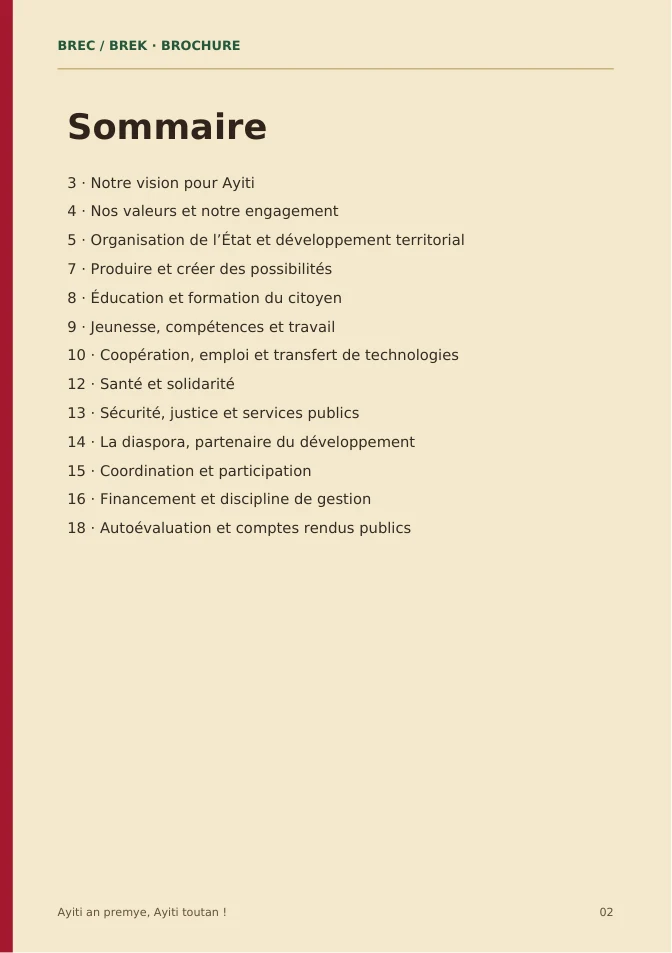 BREC / BREK · BROCHURE
Sommaire
3 · Notre vision pour Ayiti
4 · Nos valeurs et notre engagement
5 · Organisation de l’État et développement territorial
7 · Produire et créer des possibilités
8 · Éducation et formation du citoyen
9 · Jeunesse, compétences et travail
10 · Coopération, emploi et transfert de technologies
12 · Santé et solidarité
13 · Sécurité, justice et services publics
14 · La diaspora, partenaire du développement
15 · Coordination et participation
16 · Financement et discipline de gestion
18 · Autoévaluation et comptes rendus publics
Ayiti an premye, Ayiti toutan !
02